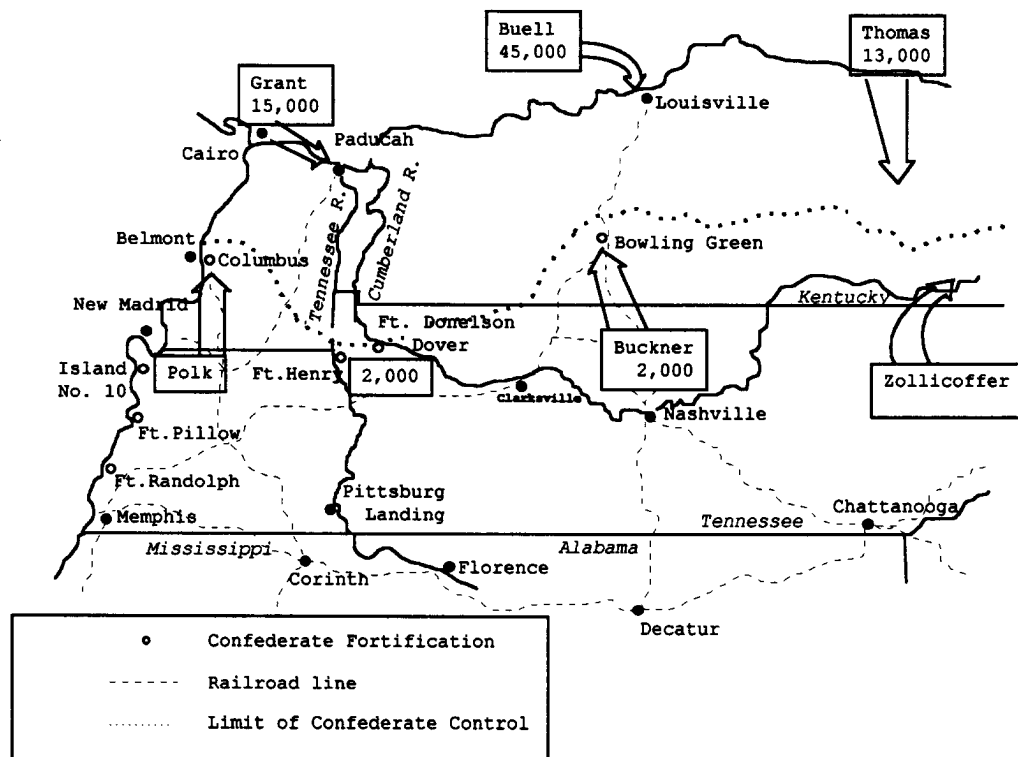 Buell
45,000
Thomas
13,000
Grant
15,000
Louisville
Paducah
Cairo
Tennessee R.
Cumberland R.
Belmont
Columbus
Bowling Green
New Madrid
Kentucky
Ft. Donelson
Dover
Island
No. 10
Polk
Ft.Henry
2,000
Buckner
2,000
Zollicoffer
Clarksville
Nashville
Ft.Pillow
Ft.Randolph
Pittsburg
Landing
Chattanooga
Memphis
Tennessee
Mississippi
Alabama
Corinth
Florence
Decatur
Confederate Fortification
Railroad line
Limit of Confederate Control